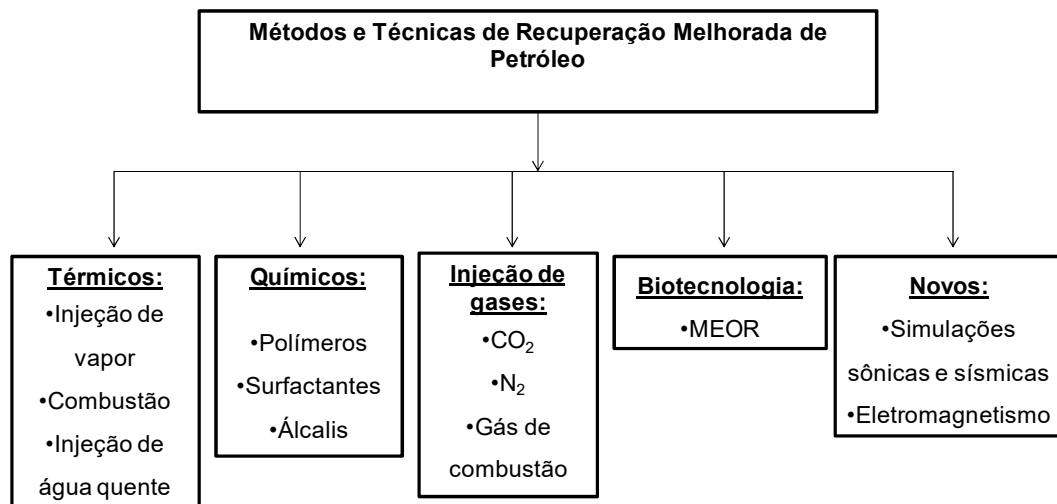 Métodos e Técnicas de Recuperação Melhorada de
Petróleo
Térmicos:
•Injeção de
vapor
•Combustão
•Injeção de
água quente
Químicos:
•Polímeros
•Surfactantes
•Álcalis
Injeção de
gases:
•CO₂
•N₂
•Gás de
combustão
Biotecnologia:
•MEOR
Novos:
•Simulações
sônicas e sísmicas
•Eletromagnetismo